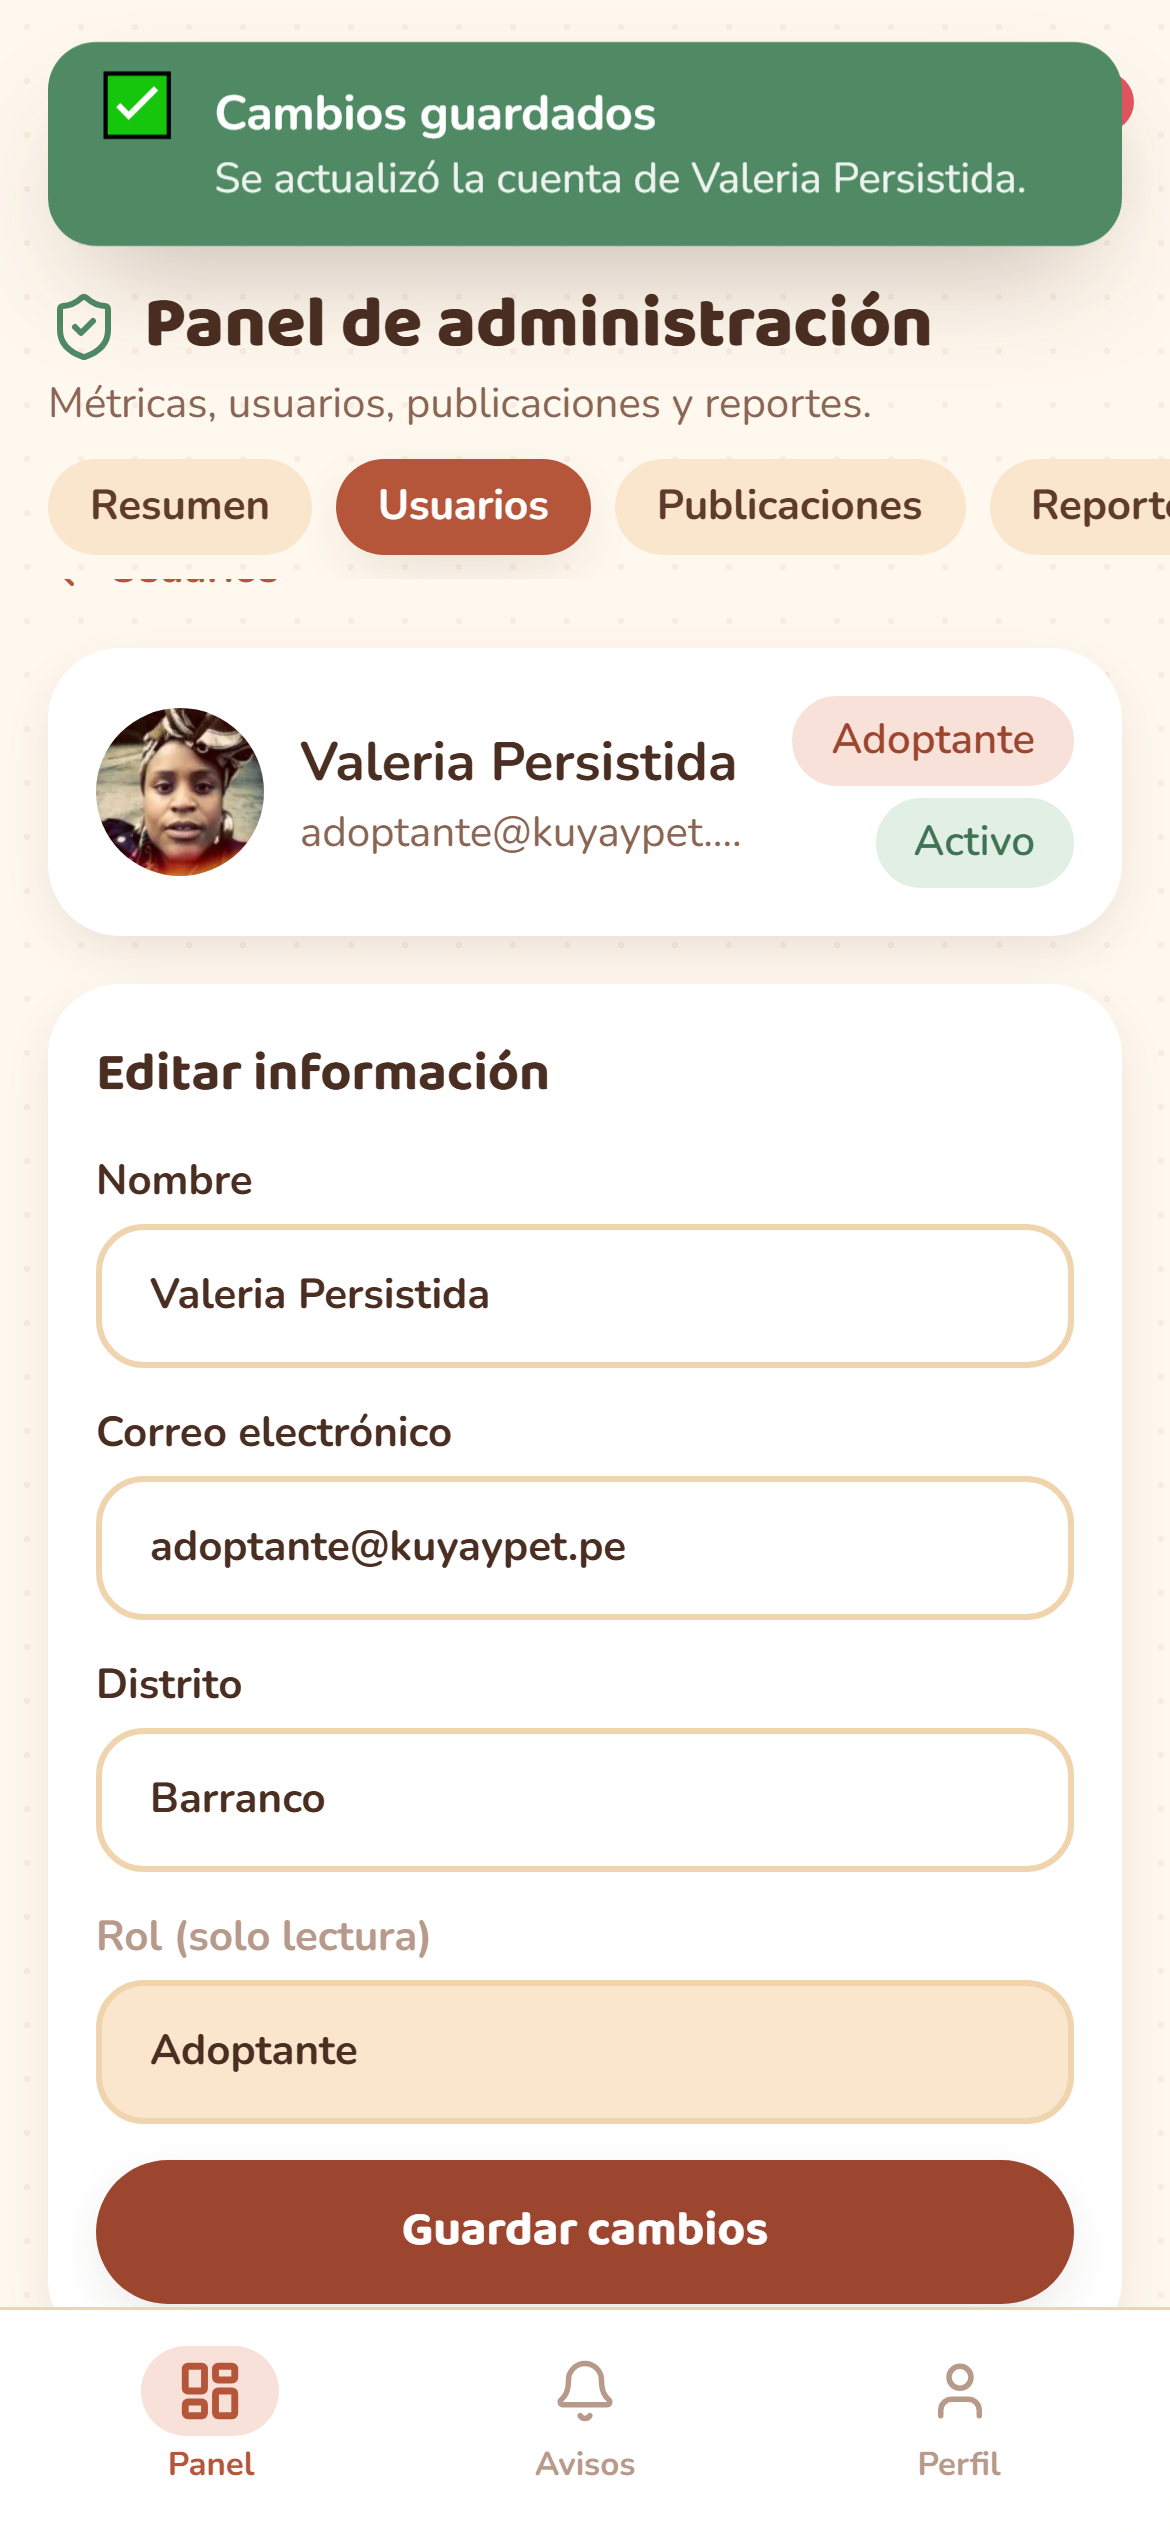 Cambios guardados
Se actualizó la cuenta de Valeria Persistida.
Panel de administración
Métricas, usuarios, publicaciones y reportes.
Resumen
Usuarios
Publicaciones
Valeria Persistida
adoptante@kuyaypet....
Adoptante
Activo
Editar información
Nombre
Valeria Persistida
Correo electrónico
adoptante@kuyaypet.pe
Distrito
Barranco
Rol (solo lectura)
Adoptante
Guardar cambios
Panel
Avisos
Perfil